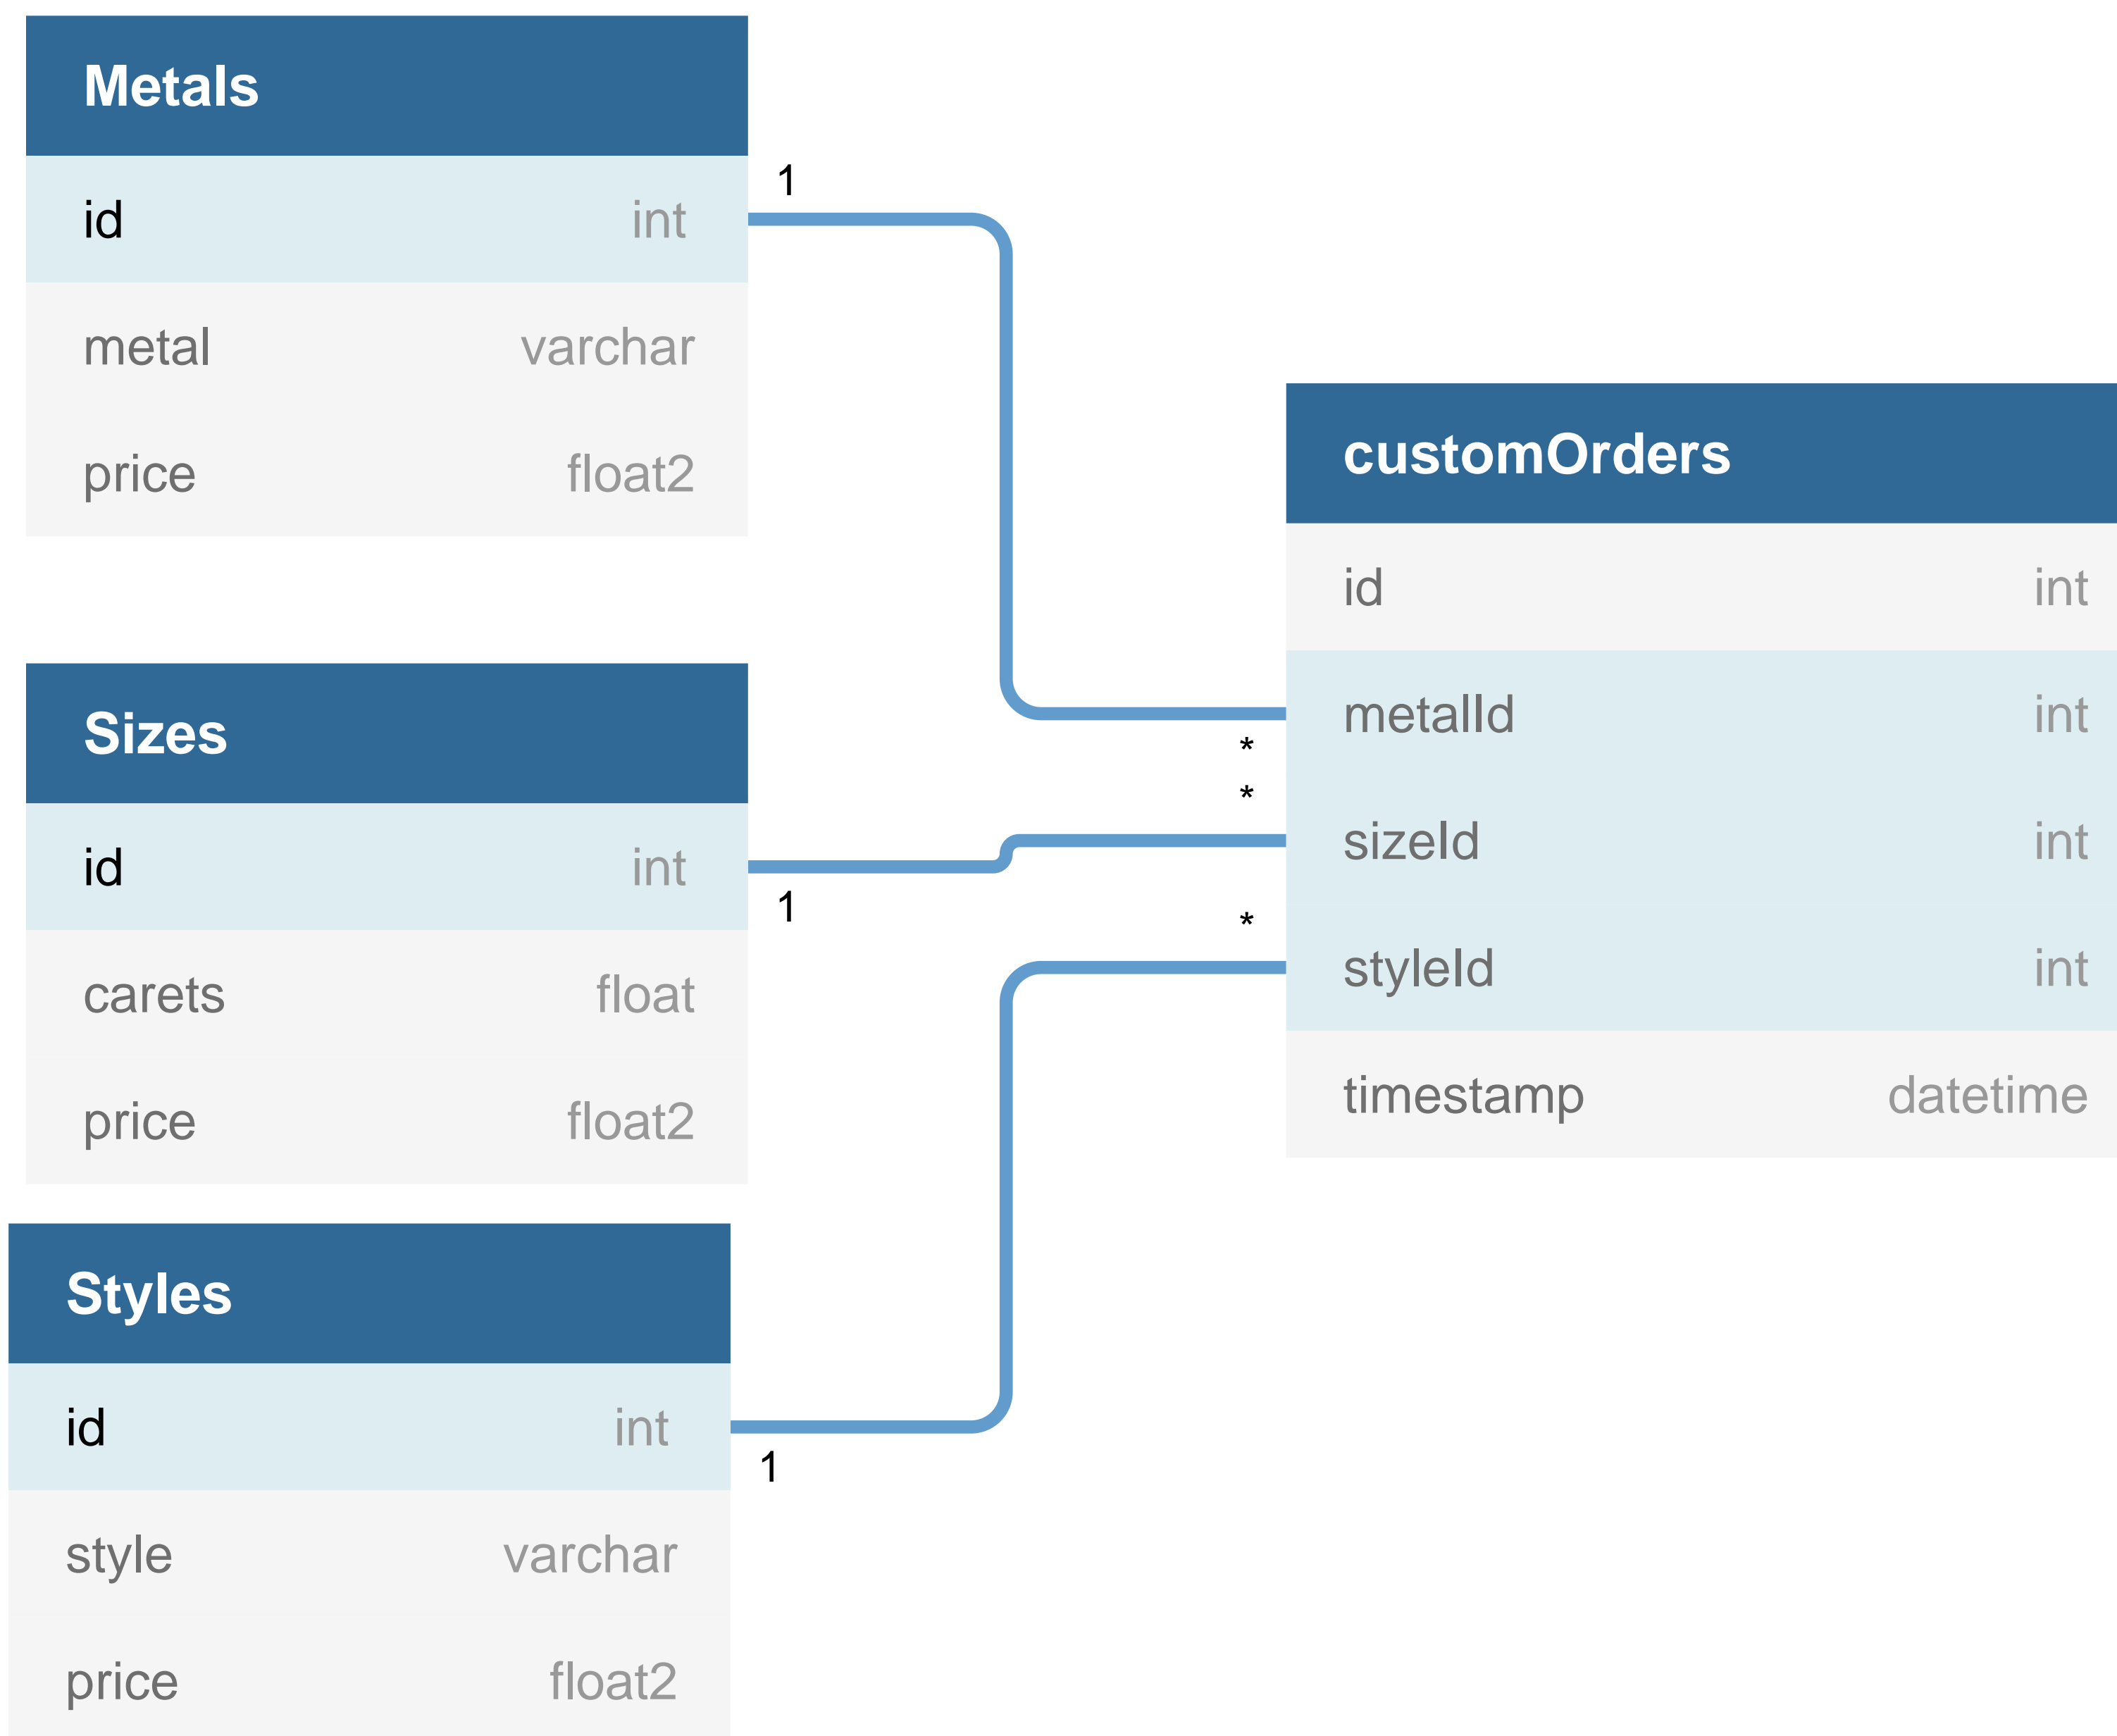 Metals
id int
metal varchar
price float2
1
Sizes
id int
carets float
price float2
1
Styles
id int
style varchar
price float2
1
customOrders
id int
metalId int
*
*
sizeId int
*
styleId int
timestamp datetime